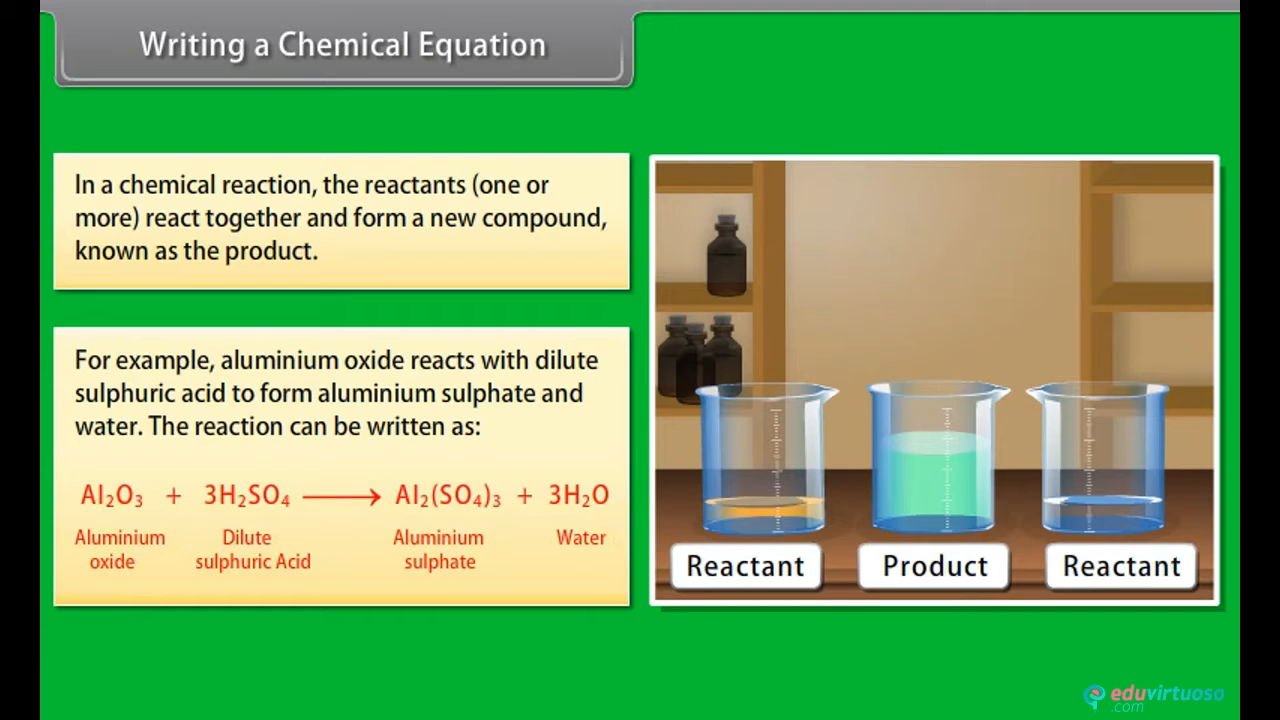 Writing a Chemical Equation
In a chemical reaction, the reactants (one or
more) react together and form a new compound,
known as the product.
For example, aluminium oxide reacts with dilute
sulphuric acid to form aluminium sulphate and
water. The reaction can be written as:
Al₂O₃ + 3H₂SO₄ ⟶ Al₂(SO₄)₃ + 3H₂O
Aluminium oxide
Dilute sulphuric Acid
Aluminium sulphate
Water
Reactant
Product
Reactant
eduvirtuoso
.com